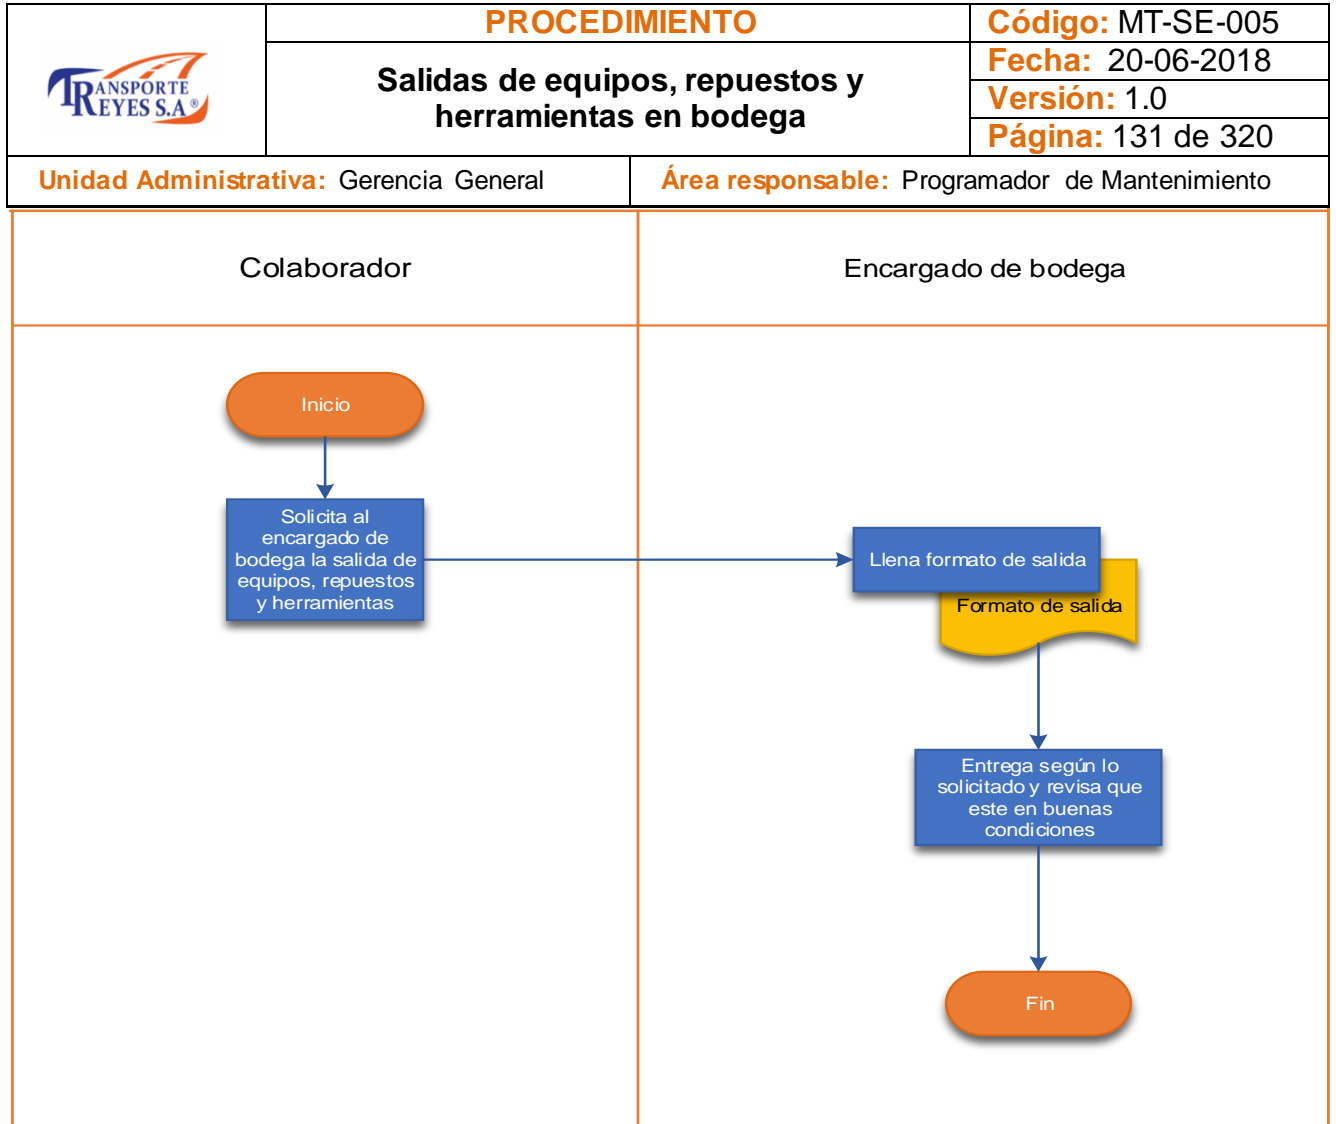 TRANSPORTE
REYES S.A ®
PROCEDIMIENTO
Salidas de equipos, repuestos y
herramientas en bodega
Código: MT-SE-005
Fecha: 20-06-2018
Versión: 1.0
Página: 131 de 320
Unidad Administrativa: Gerencia General
Área responsable: Programador de Mantenimiento
Colaborador
Encargado de bodega
Inicio
Solicita al
encargado de
bodega la salida de
equipos, repuestos
y herramientas
Llena formato de salida
Formato de salida
Entrega según lo
solicitado y revisa que
este en buenas
condiciones
Fin